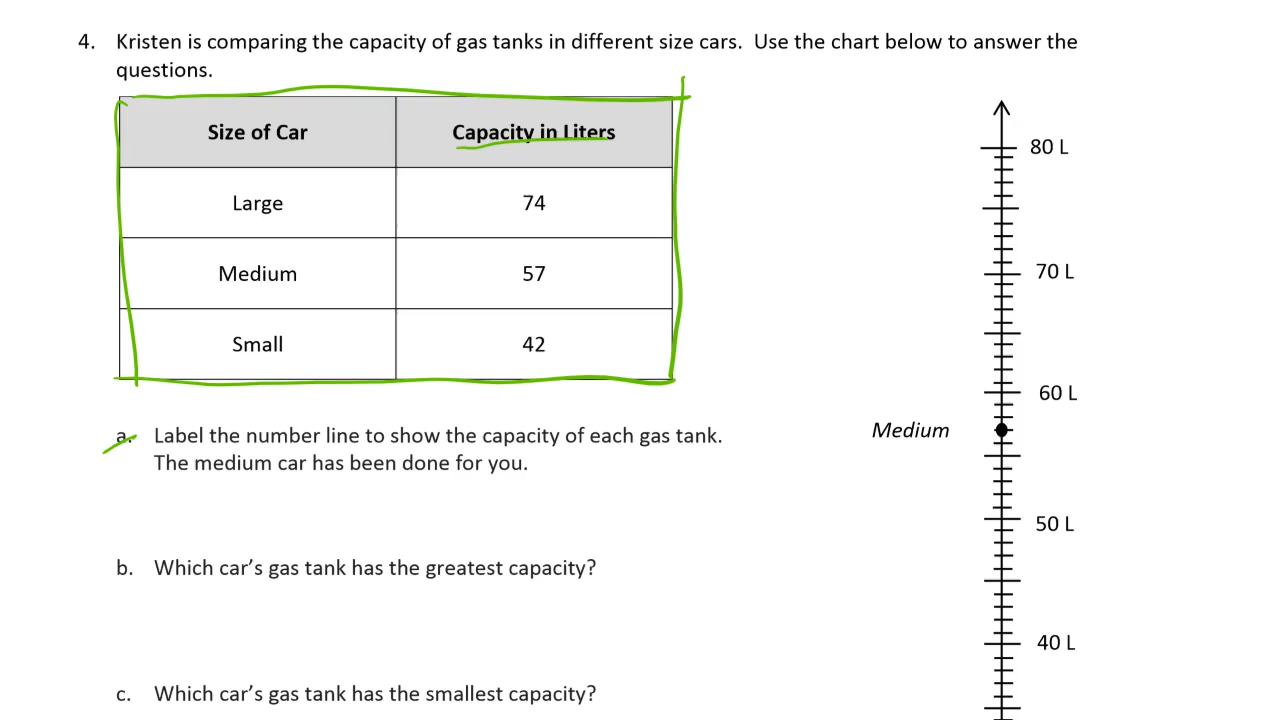 4. Kristen is comparing the capacity of gas tanks in different size cars. Use the chart below to answer the
questions.
Size of Car Capacity in Liters
Large 74
Medium 57
Small 42
a. Label the number line to show the capacity of each gas tank.
The medium car has been done for you.
b. Which car’s gas tank has the greatest capacity?
c. Which car’s gas tank has the smallest capacity?
80 L
70 L
60 L
Medium
50 L
40 L